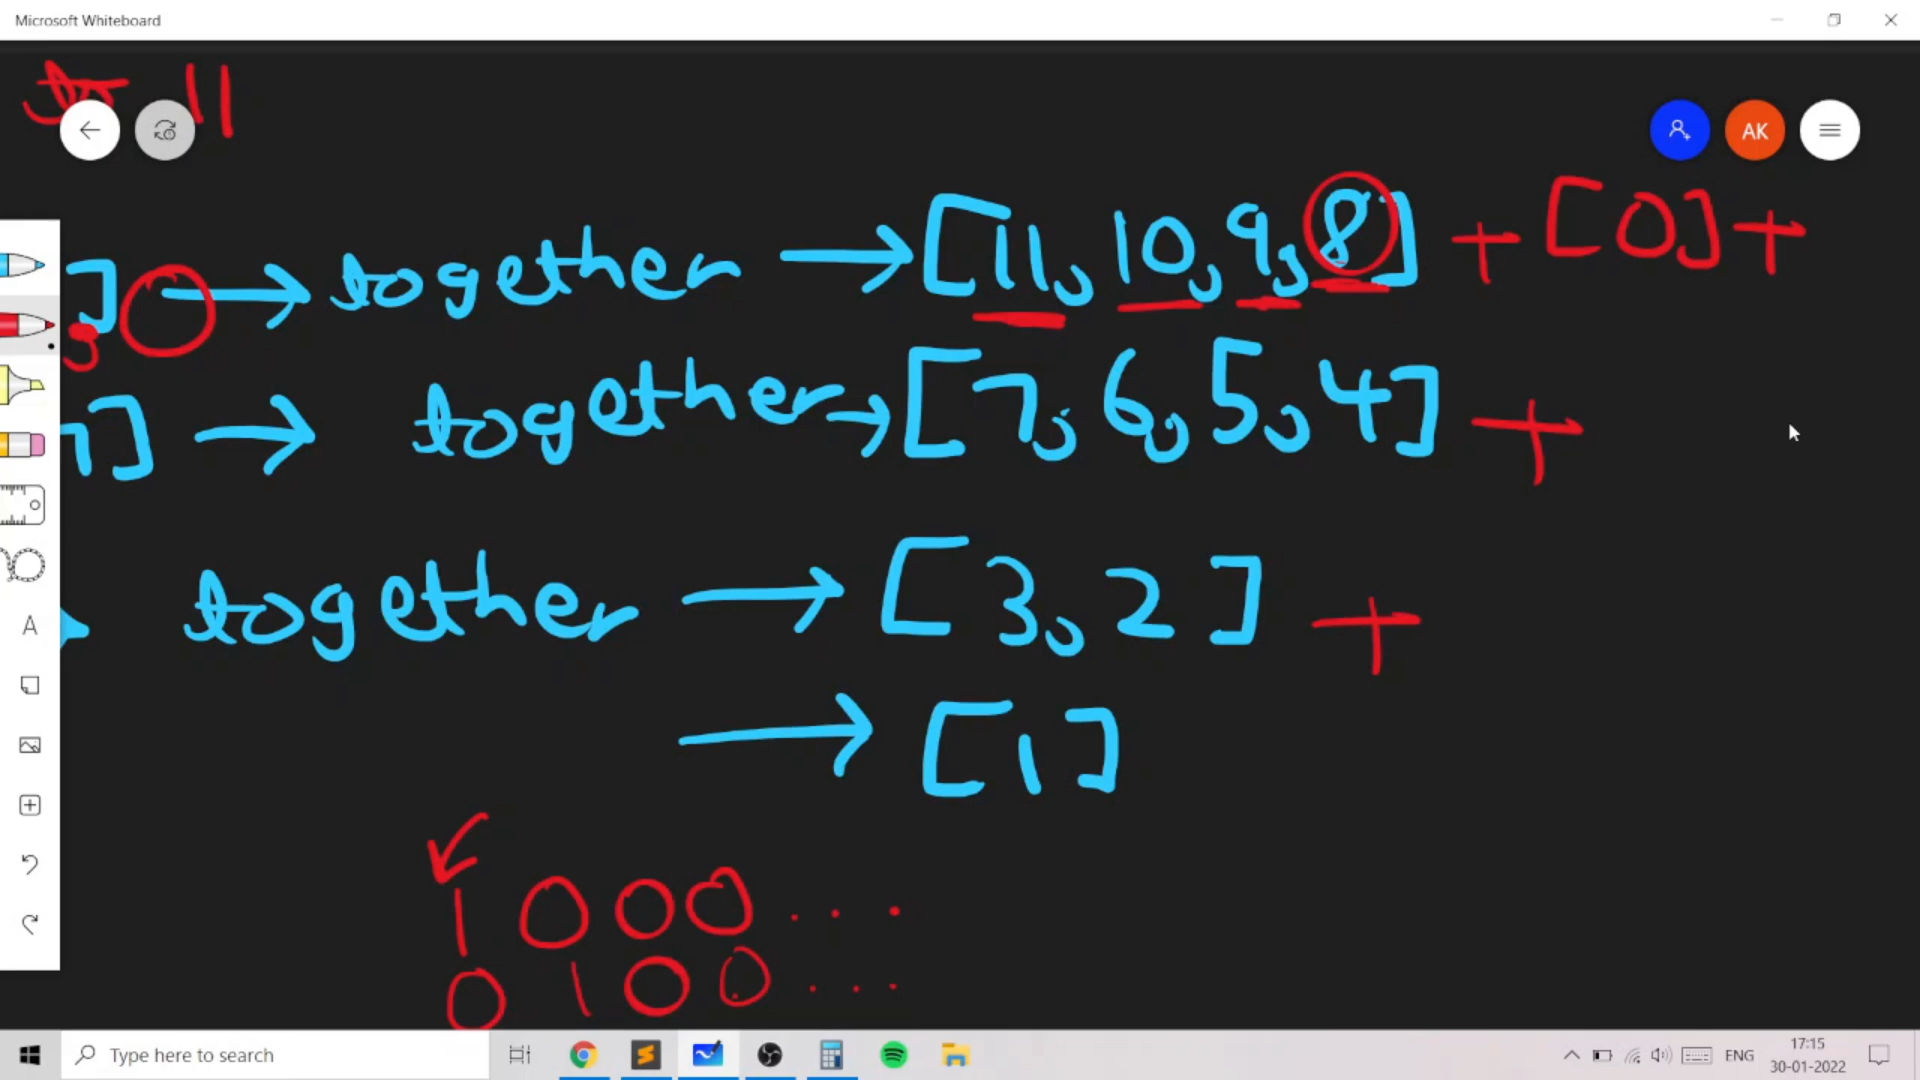 Microsoft Whiteboard
11
AK
] → together → [11, 10, 9, 8] + [0] +
7] → together → [7, 6, 5, 4] +
together → [3, 2] +
→ [1]
1 0 0 0 . . .
0 1 0 0 . . .
A
Type here to search
ENG
17:15
30-01-2022